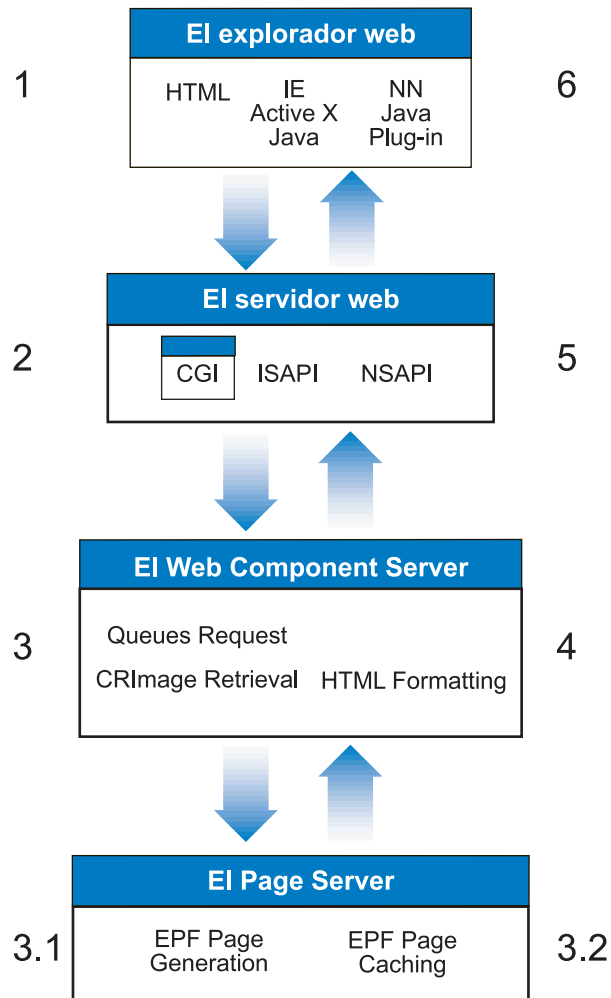 El explorador web
1
HTML
IE
Active X
Java
NN
Java
Plug-in
6
El servidor web
2
CGI
ISAPI
NSAPI
5
El Web Component Server
3
Queues Request
CRImage Retrieval
HTML Formatting
4
El Page Server
3.1
EPF Page
Generation
EPF Page
Caching
3.2